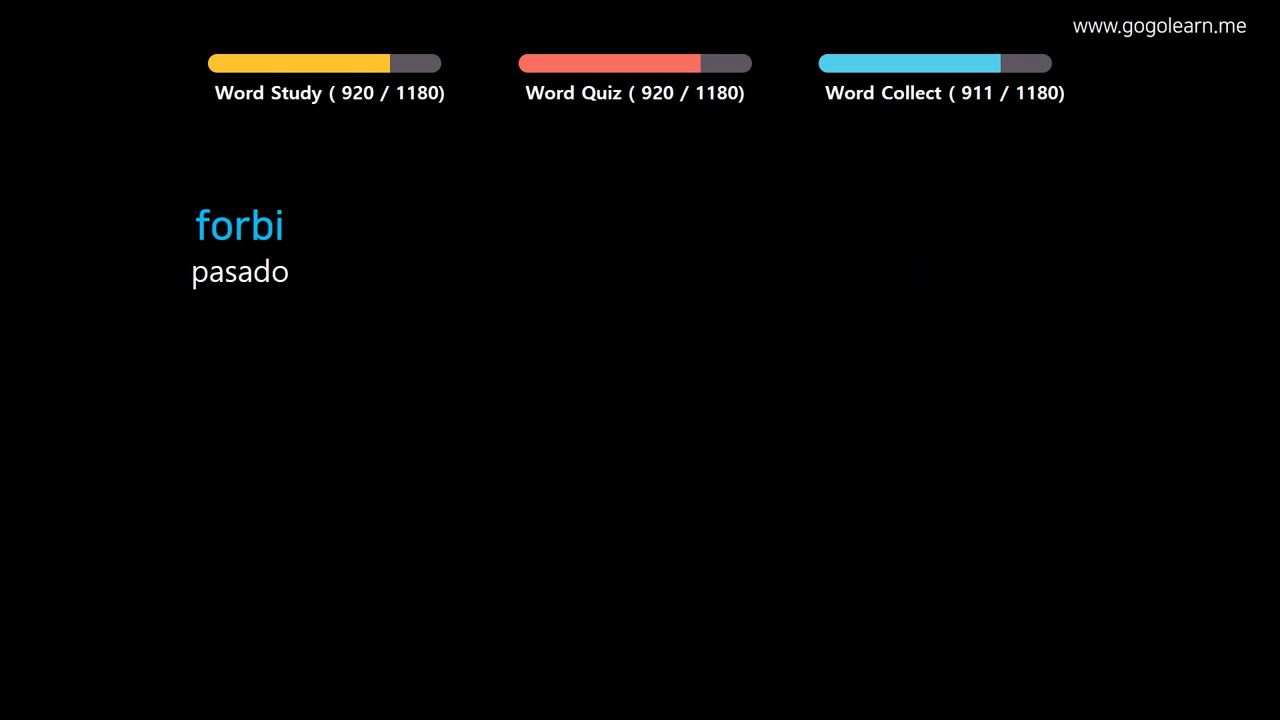 www.gogolearn.me
Word Study ( 920 / 1180)
Word Quiz ( 920 / 1180)
Word Collect ( 911 / 1180)
forbi
pasado